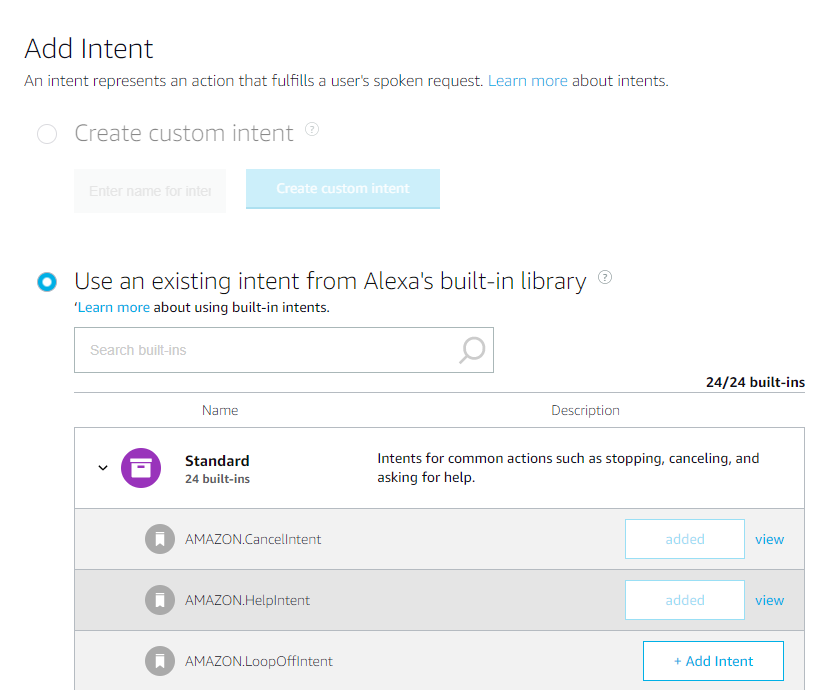 Add Intent
An intent represents an action that fulfills a user's spoken request. Learn more about intents.
Create custom intent ?
Enter name for inter Create custom intent
Use an existing intent from Alexa's built-in library ?
‘Learn more about using built-in intents.
Search built-ins
24/24 built-ins
Name Description
Standard
24 built-ins
Intents for common actions such as stopping, canceling, and
asking for help.
AMAZON.CancelIntent added view
AMAZON.HelpIntent added view
AMAZON.LoopOffIntent + Add Intent